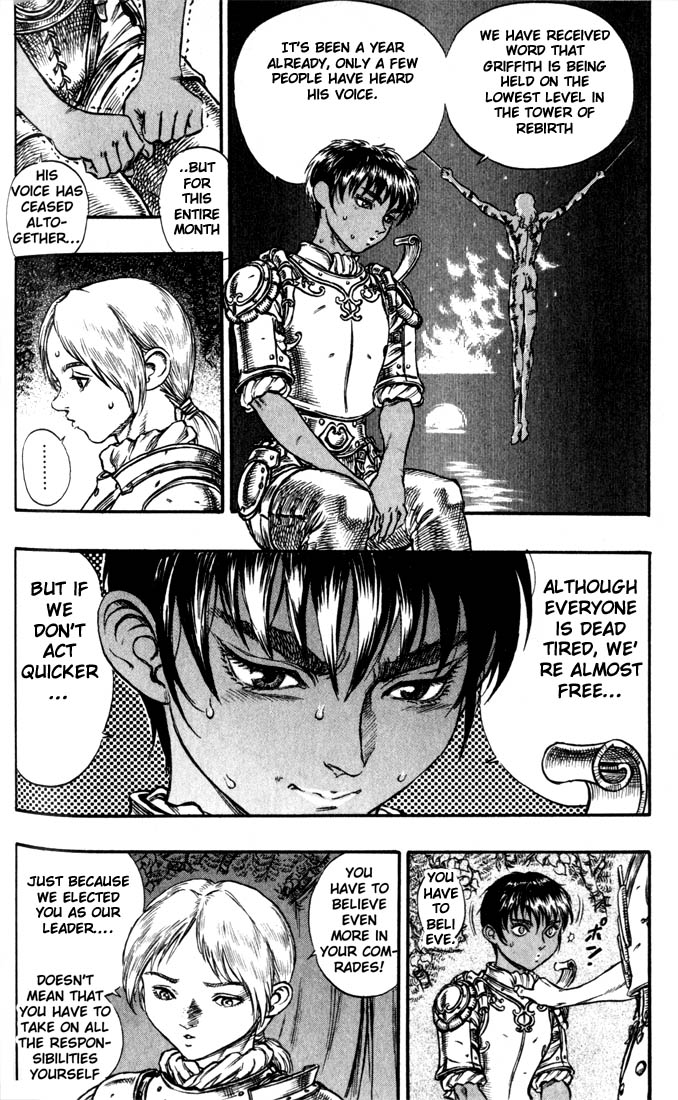 WE HAVE RECEIVED
WORD THAT
GRIFFITH IS BEING
HELD ON THE
LOWEST LEVEL IN
THE TOWER OF
REBIRTH
IT'S BEEN A YEAR
ALREADY, ONLY A FEW
PEOPLE HAVE HEARD
HIS VOICE.
..BUT
FOR
THIS
ENTIRE
MONTH
HIS
VOICE HAS
CEASED
ALTO-
GETHER...
........
ALTHOUGH
EVERYONE
IS DEAD
TIRED, WE'
RE ALMOST
FREE...
BUT IF
WE
DON'T
ACT
QUICKER
...
YOU
HAVE
TO
BELI
EVE.
ポン!
YOU
HAVE TO
BELIEVE
EVEN
MORE IN
YOUR COM-
RADES!
JUST BECAUSE
WE ELECTED
YOU AS OUR
LEADER....
DOESN'T
MEAN THAT
YOU HAVE TO
TAKE ON ALL
THE RESPON-
SIBILITIES
YOURSELF